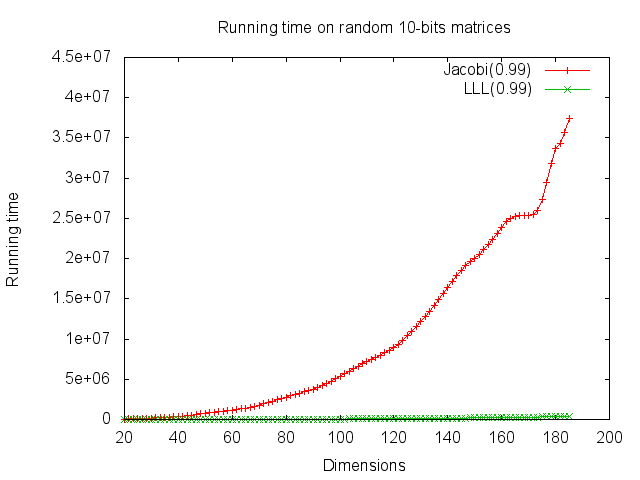 Running time on random 10-bits matrices
4.5e+07
4e+07
3.5e+07
3e+07
2.5e+07
2e+07
1.5e+07
1e+07
5e+06
0
Running time
Jacobi(0.99)
LLL(0.99)
20 40 60 80 100 120 140 160 180 200
Dimensions